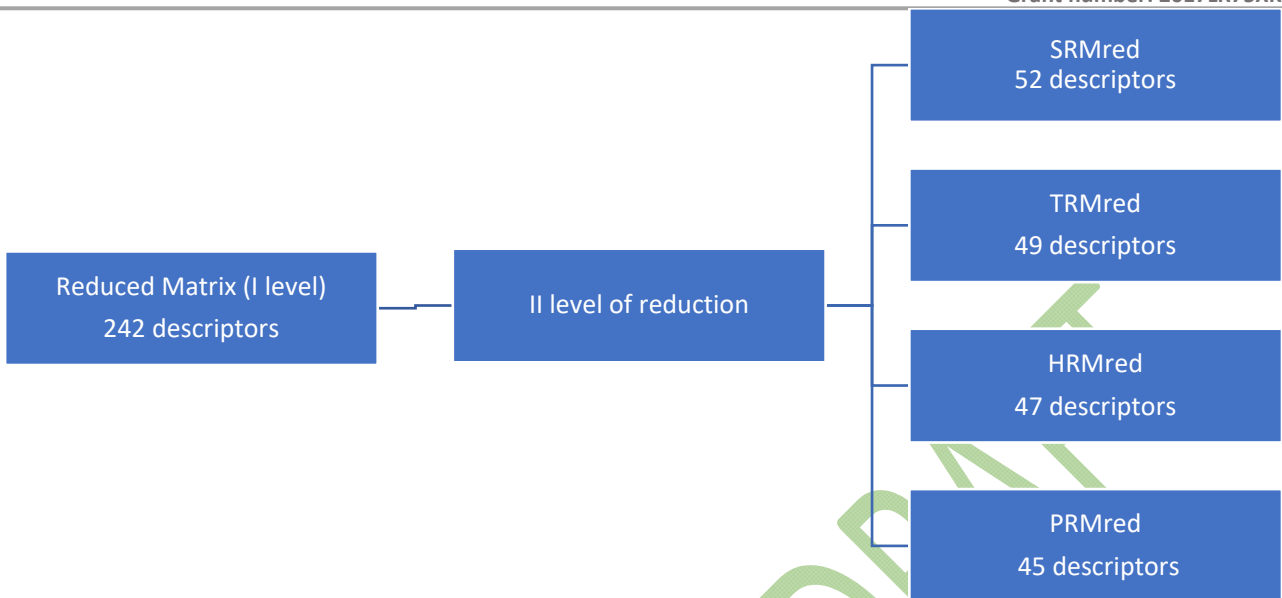 Reduced Matrix (I level)
242 descriptors
II level of reduction
SRMred
52 descriptors
TRMred
49 descriptors
HRMred
47 descriptors
PRMred
45 descriptors